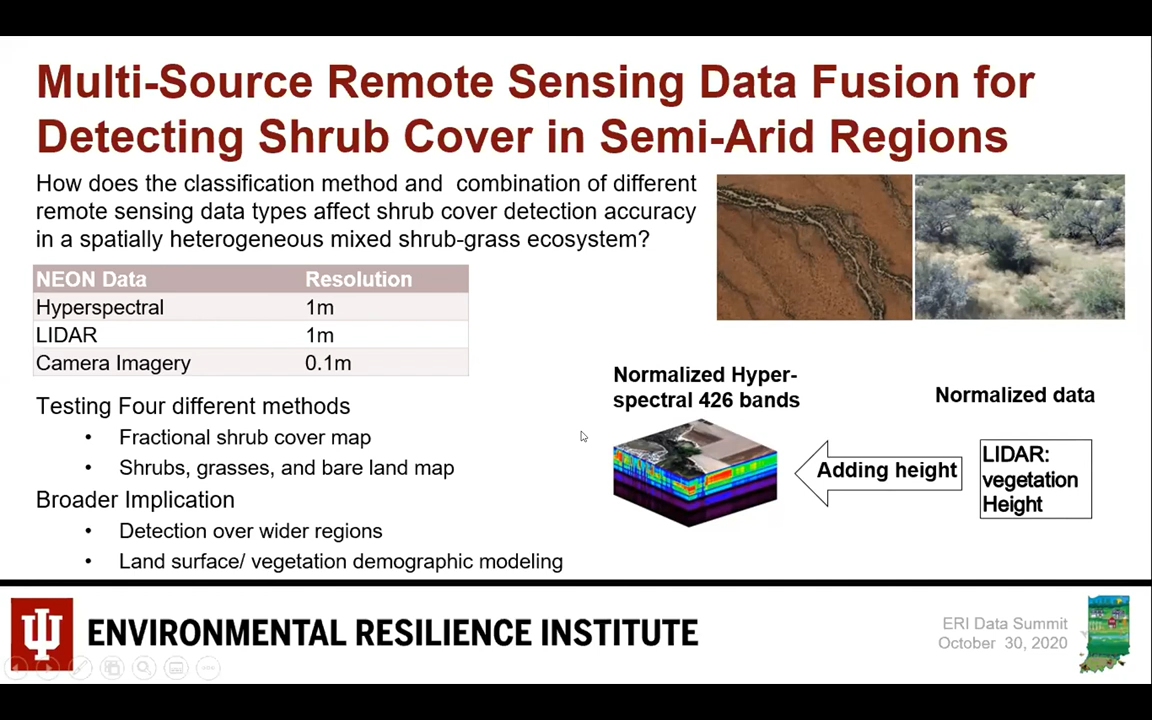 Multi-Source Remote Sensing Data Fusion for
Detecting Shrub Cover in Semi-Arid Regions
How does the classification method and combination of different
remote sensing data types affect shrub cover detection accuracy
in a spatially heterogeneous mixed shrub-grass ecosystem?
NEON Data Resolution
Hyperspectral 1m
LIDAR 1m
Camera Imagery 0.1m
Testing Four different methods
• Fractional shrub cover map
• Shrubs, grasses, and bare land map
Broader Implication
• Detection over wider regions
• Land surface/ vegetation demographic modeling
Normalized Hyper-
spectral 426 bands
Normalized data
Adding height
LIDAR:
vegetation
Height
ENVIRONMENTAL RESILIENCE INSTITUTE
ERI Data Summit
October 30, 2020